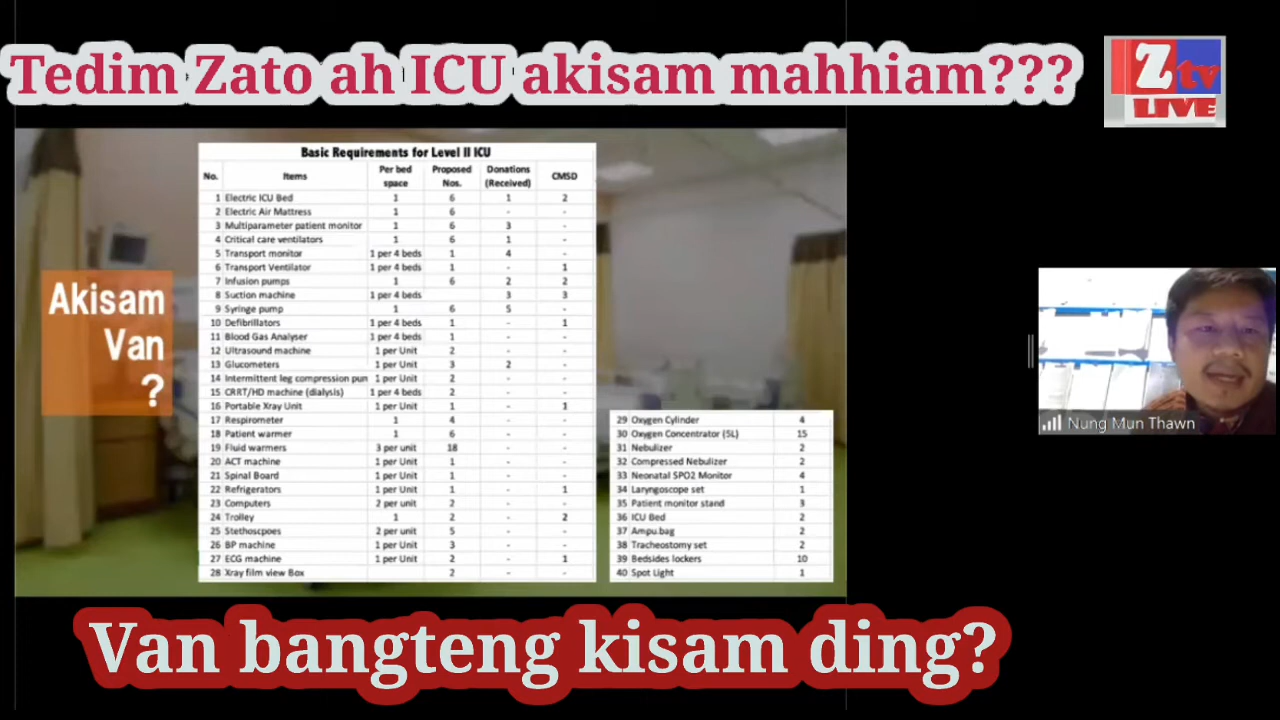 Tedim Zato ah ICU akisam mahhiam???
Z tv
LIVE
Akisam
Van
?
Basic Requirements for Level II ICU
No. Items Per bed space Proposed Nos. Donations (Received) CMSD
1 Electric ICU Bed 1 6 1 2
2 Electric Air Mattress 1 6 - -
3 Multiparameter patient monitor 1 6 3 -
4 Critical care ventilators 1 6 1 -
5 Transport monitor 1 per 4 beds 1 4 -
6 Transport Ventilator 1 per 4 beds 1 - 1
7 Infusion pumps 1 6 2 2
8 Suction machine 1 per 4 beds 3 3
9 Syringe pump 1 6 5 -
10 Defibrillators 1 per 4 beds 1 - 1
11 Blood Gas Analyser 1 per 4 beds 1 - -
12 Ultrasound machine 1 per Unit 2 - -
13 Glucometers 1 per Unit 3 2 -
14 Intermittent leg compression pun 1 per Unit 2 - -
15 CRRT/HD machine (dialysis) 1 per 4 beds 2 - -
16 Portable Xray Unit 1 per Unit 1 - 1
17 Respirometer 1 4 - -
18 Patient warmer 1 6 - -
19 Fluid warmers 3 per unit 18 - -
20 ACT machine 1 per Unit 1 - -
21 Spinal Board 1 per Unit 1 - -
22 Refrigerators 1 per Unit 1 - 1
23 Computers 2 per unit 2 - -
24 Trolley 1 2 - 2
25 Stethoscpoes 2 per unit 5 - -
26 BP machine 1 per Unit 3 - -
27 ECG machine 1 per Unit 2 - 1
28 Xray film view Box 2 - -
29 Oxygen Cylinder 4
30 Oxygen Concentrator (5L) 15
31 Nebulizer 2
32 Compressed Nebulizer 2
33 Neonatal SPO2 Monitor 4
34 Laryngoscope set 1
35 Patient monitor stand 3
36 ICU Bed 2
37 Ampu.bag 2
38 Tracheostomy set 2
39 Bedsides lockers 10
40 Spot Light 1
Nung Mun Thawn
Van bangteng kisam ding?